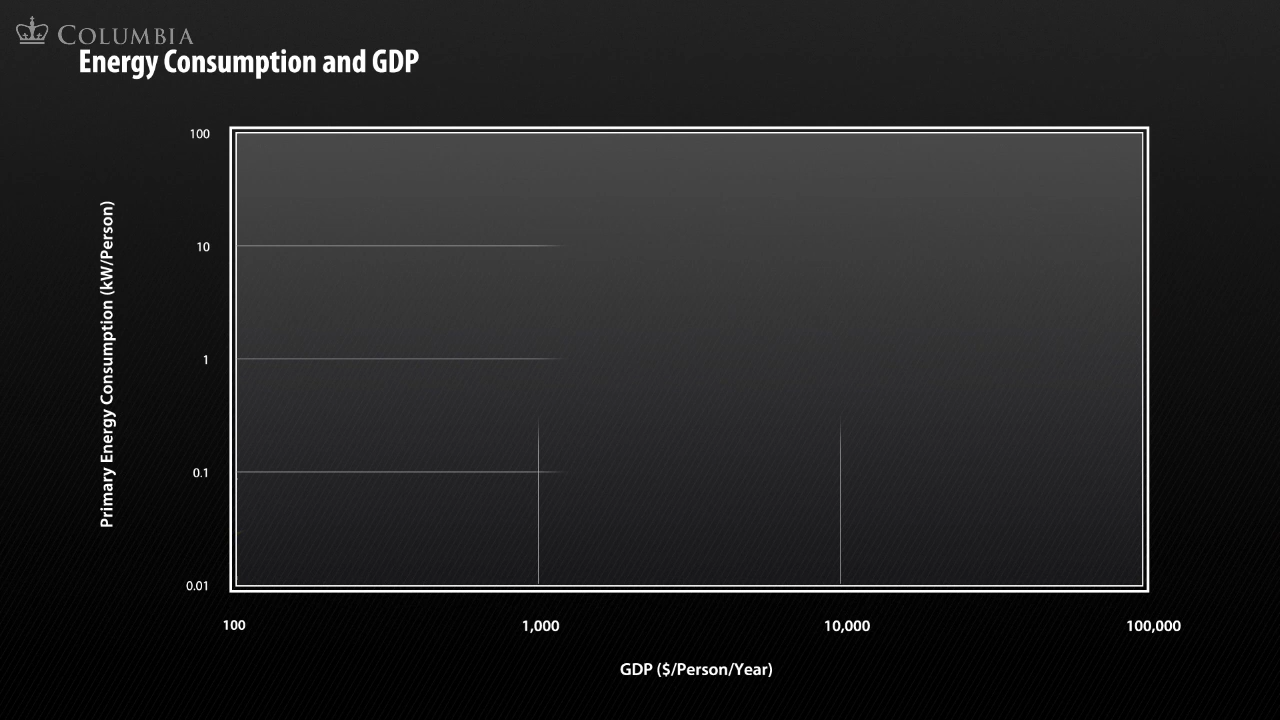 COLUMBIA
Energy Consumption and GDP
100
10
1
0.1
0.01
Primary Energy Consumption (kW/Person)
100
1,000
10,000
100,000
GDP ($/Person/Year)